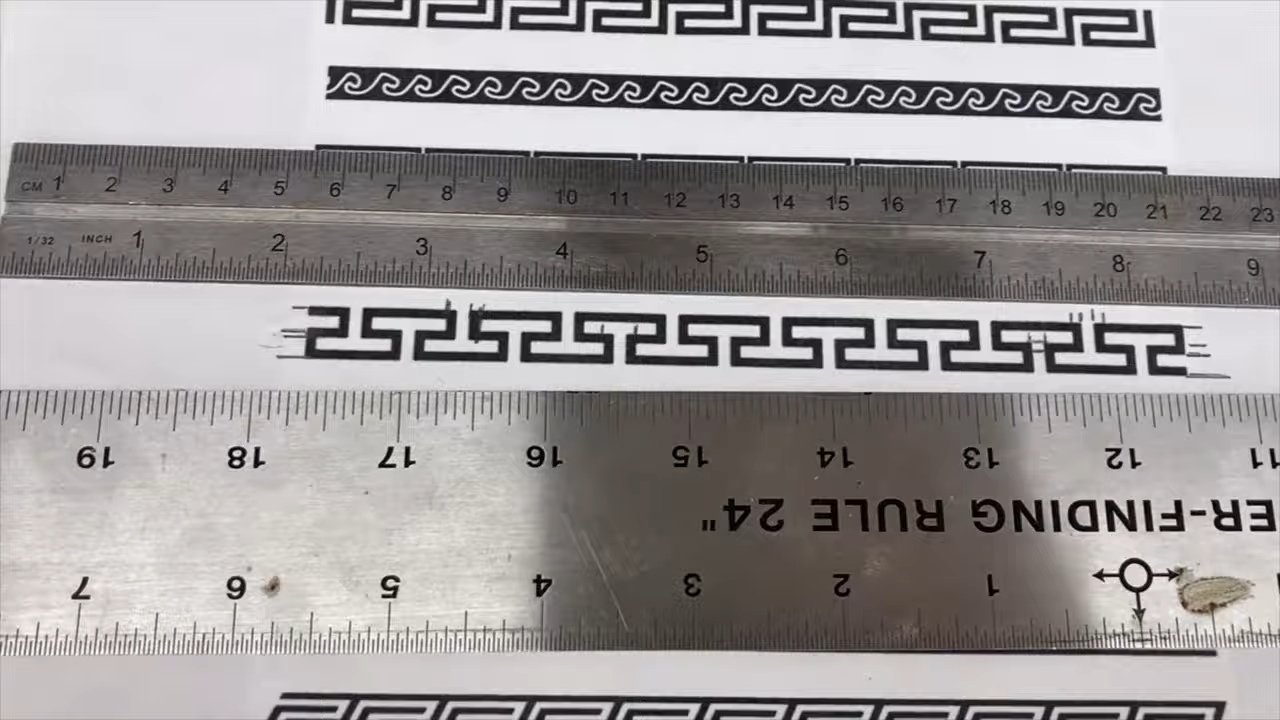 CM 1 2 3 4 5 6 7 8 9 10 11 12 13 14 15 16 17 18 19 20 21 22 23
1/32 INCH 1 2 3 4 5 6 7 8 9
19 18 17 16 15 14 13 12 11
ER-FINDING RULE 24"
7 6 5 4 3 2 1